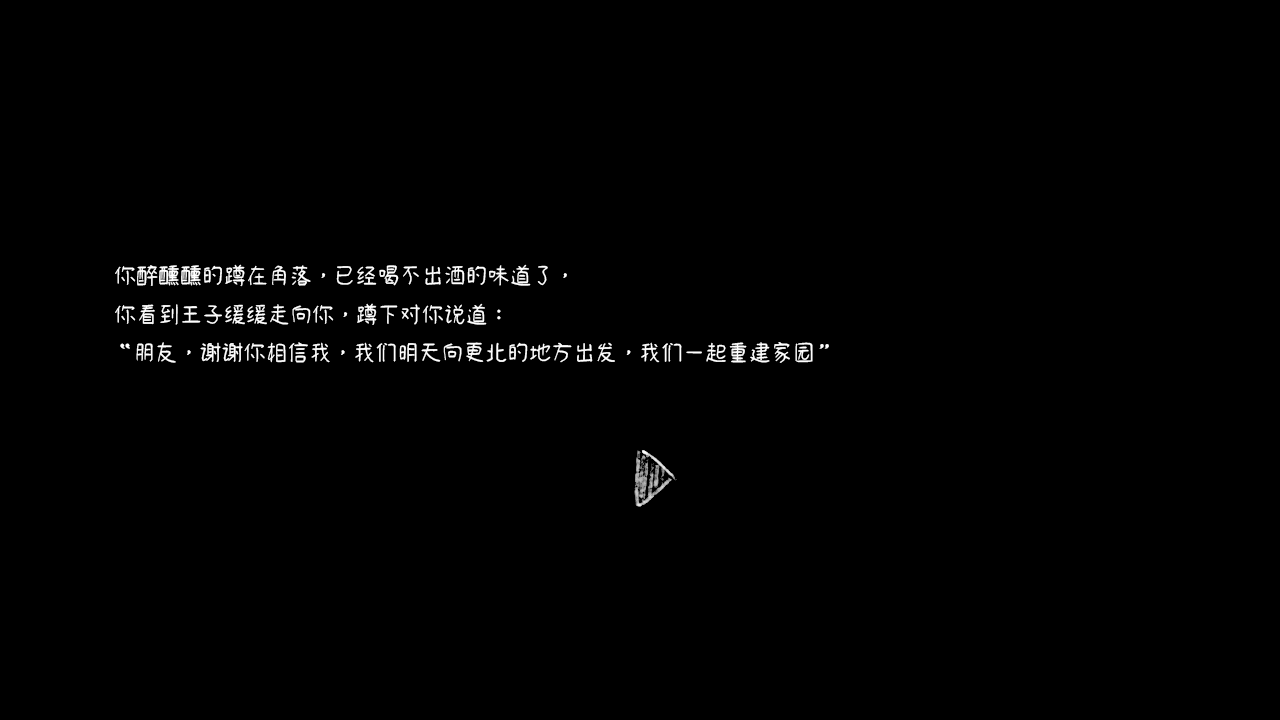 你醉醺醺的蹲在角落，已经喝不出酒的味道了，
你看到王子缓缓走向你，蹲下对你说道：
“朋友，谢谢你相信我，我们明天向更北的地方出发，我们一起重建家园”